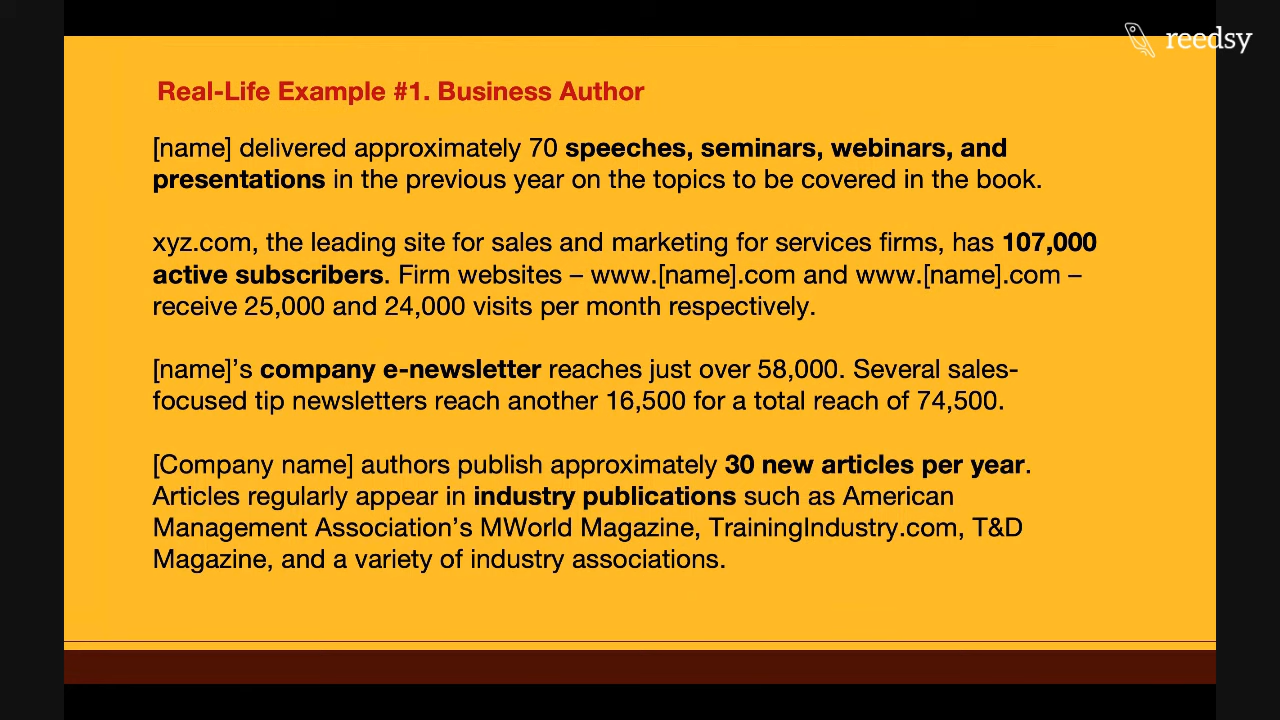 reedsy
Real-Life Example #1. Business Author
[name] delivered approximately 70 speeches, seminars, webinars, and
presentations in the previous year on the topics to be covered in the book.
xyz.com, the leading site for sales and marketing for services firms, has 107,000
active subscribers. Firm websites – www.[name].com and www.[name].com –
receive 25,000 and 24,000 visits per month respectively.
[name]’s company e-newsletter reaches just over 58,000. Several sales-
focused tip newsletters reach another 16,500 for a total reach of 74,500.
[Company name] authors publish approximately 30 new articles per year.
Articles regularly appear in industry publications such as American
Management Association’s MWorld Magazine, TrainingIndustry.com, T&D
Magazine, and a variety of industry associations.